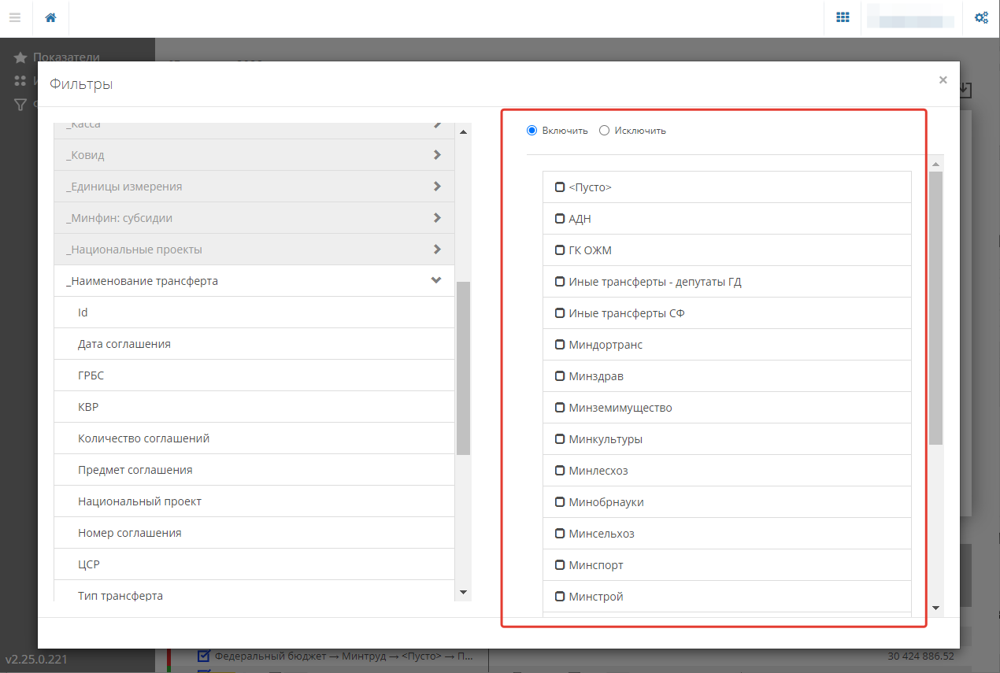 Показатели
Фильтры
_Касса
_Ковид
_Единицы измерения
_Минфин: субсидии
_Национальные проекты
_Наименование трансферта
Id
Дата соглашения
ГРБС
КВР
Количество соглашений
Предмет соглашения
Национальный проект
Номер соглашения
ЦСР
Тип трансферта
Включить Исключить
<Пусто>
АДН
ГК ОЖМ
Иные трансферты - депутаты ГД
Иные трансферты СФ
Миндортранс
Минздрав
Минземимущество
Минкультуры
Минлесхоз
Минобрнауки
Минсельхоз
Минспорт
Минстрой
v2.25.0.221
Федеральный бюджет → Минтруд → <Пусто> → П... 30 424 886.52